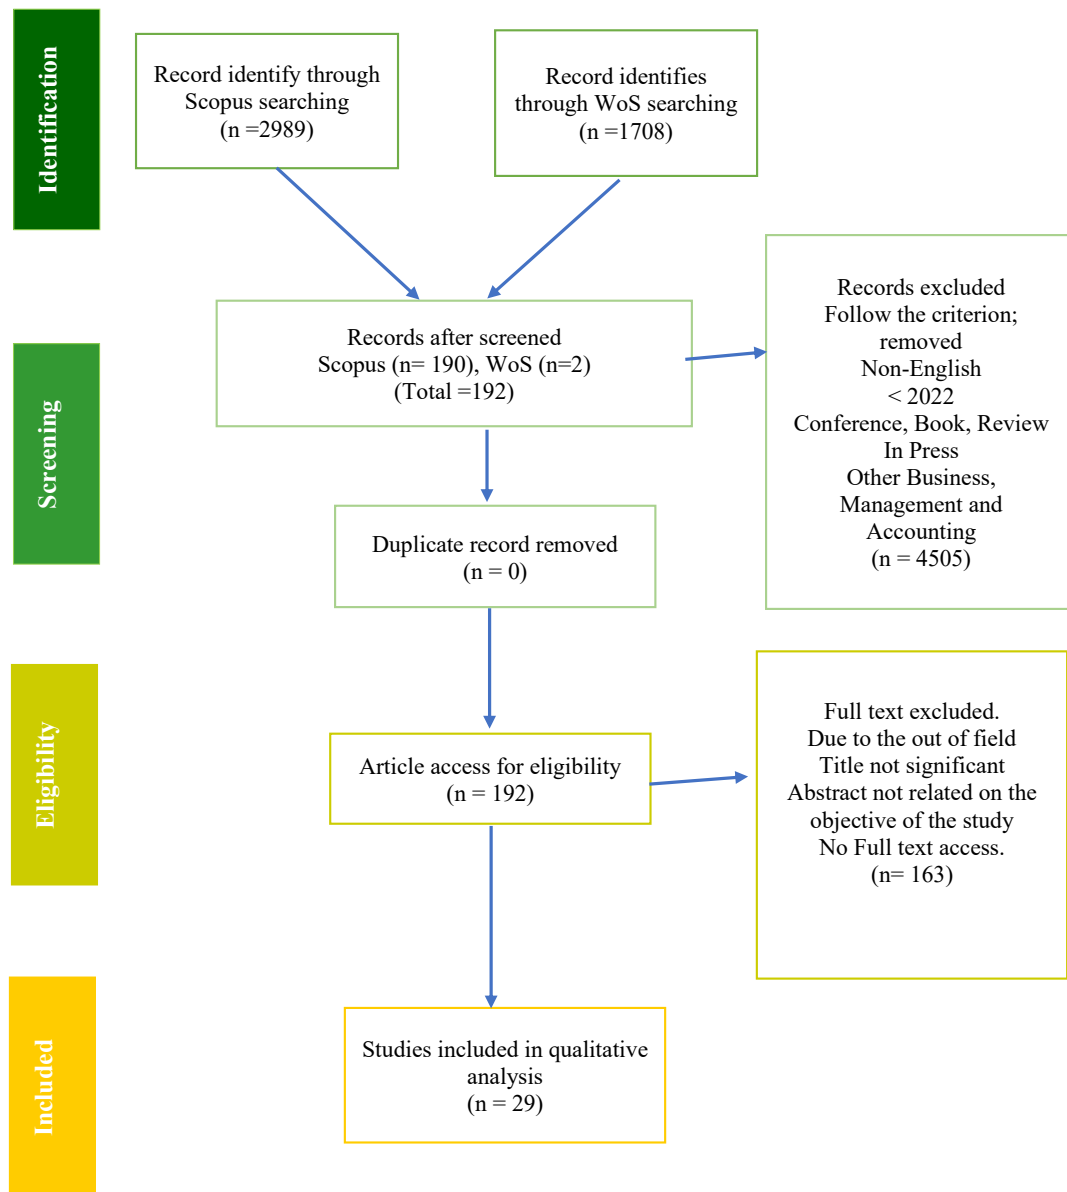 Identification
Record identify through
Scopus searching
(n =2989)
Record identifies
through WoS searching
(n =1708)
Screening
Records after screened
Scopus (n= 190), WoS (n=2)
(Total =192)
Records excluded
Follow the criterion;
removed
Non-English
< 2022
Conference, Book, Review
In Press
Other Business,
Management and
Accounting
(n = 4505)
Duplicate record removed
(n = 0)
Eligibility
Article access for eligibility
(n = 192)
Full text excluded.
Due to the out of field
Title not significant
Abstract not related on the
objective of the study
No Full text access.
(n= 163)
Included
Studies included in qualitative
analysis
(n = 29)